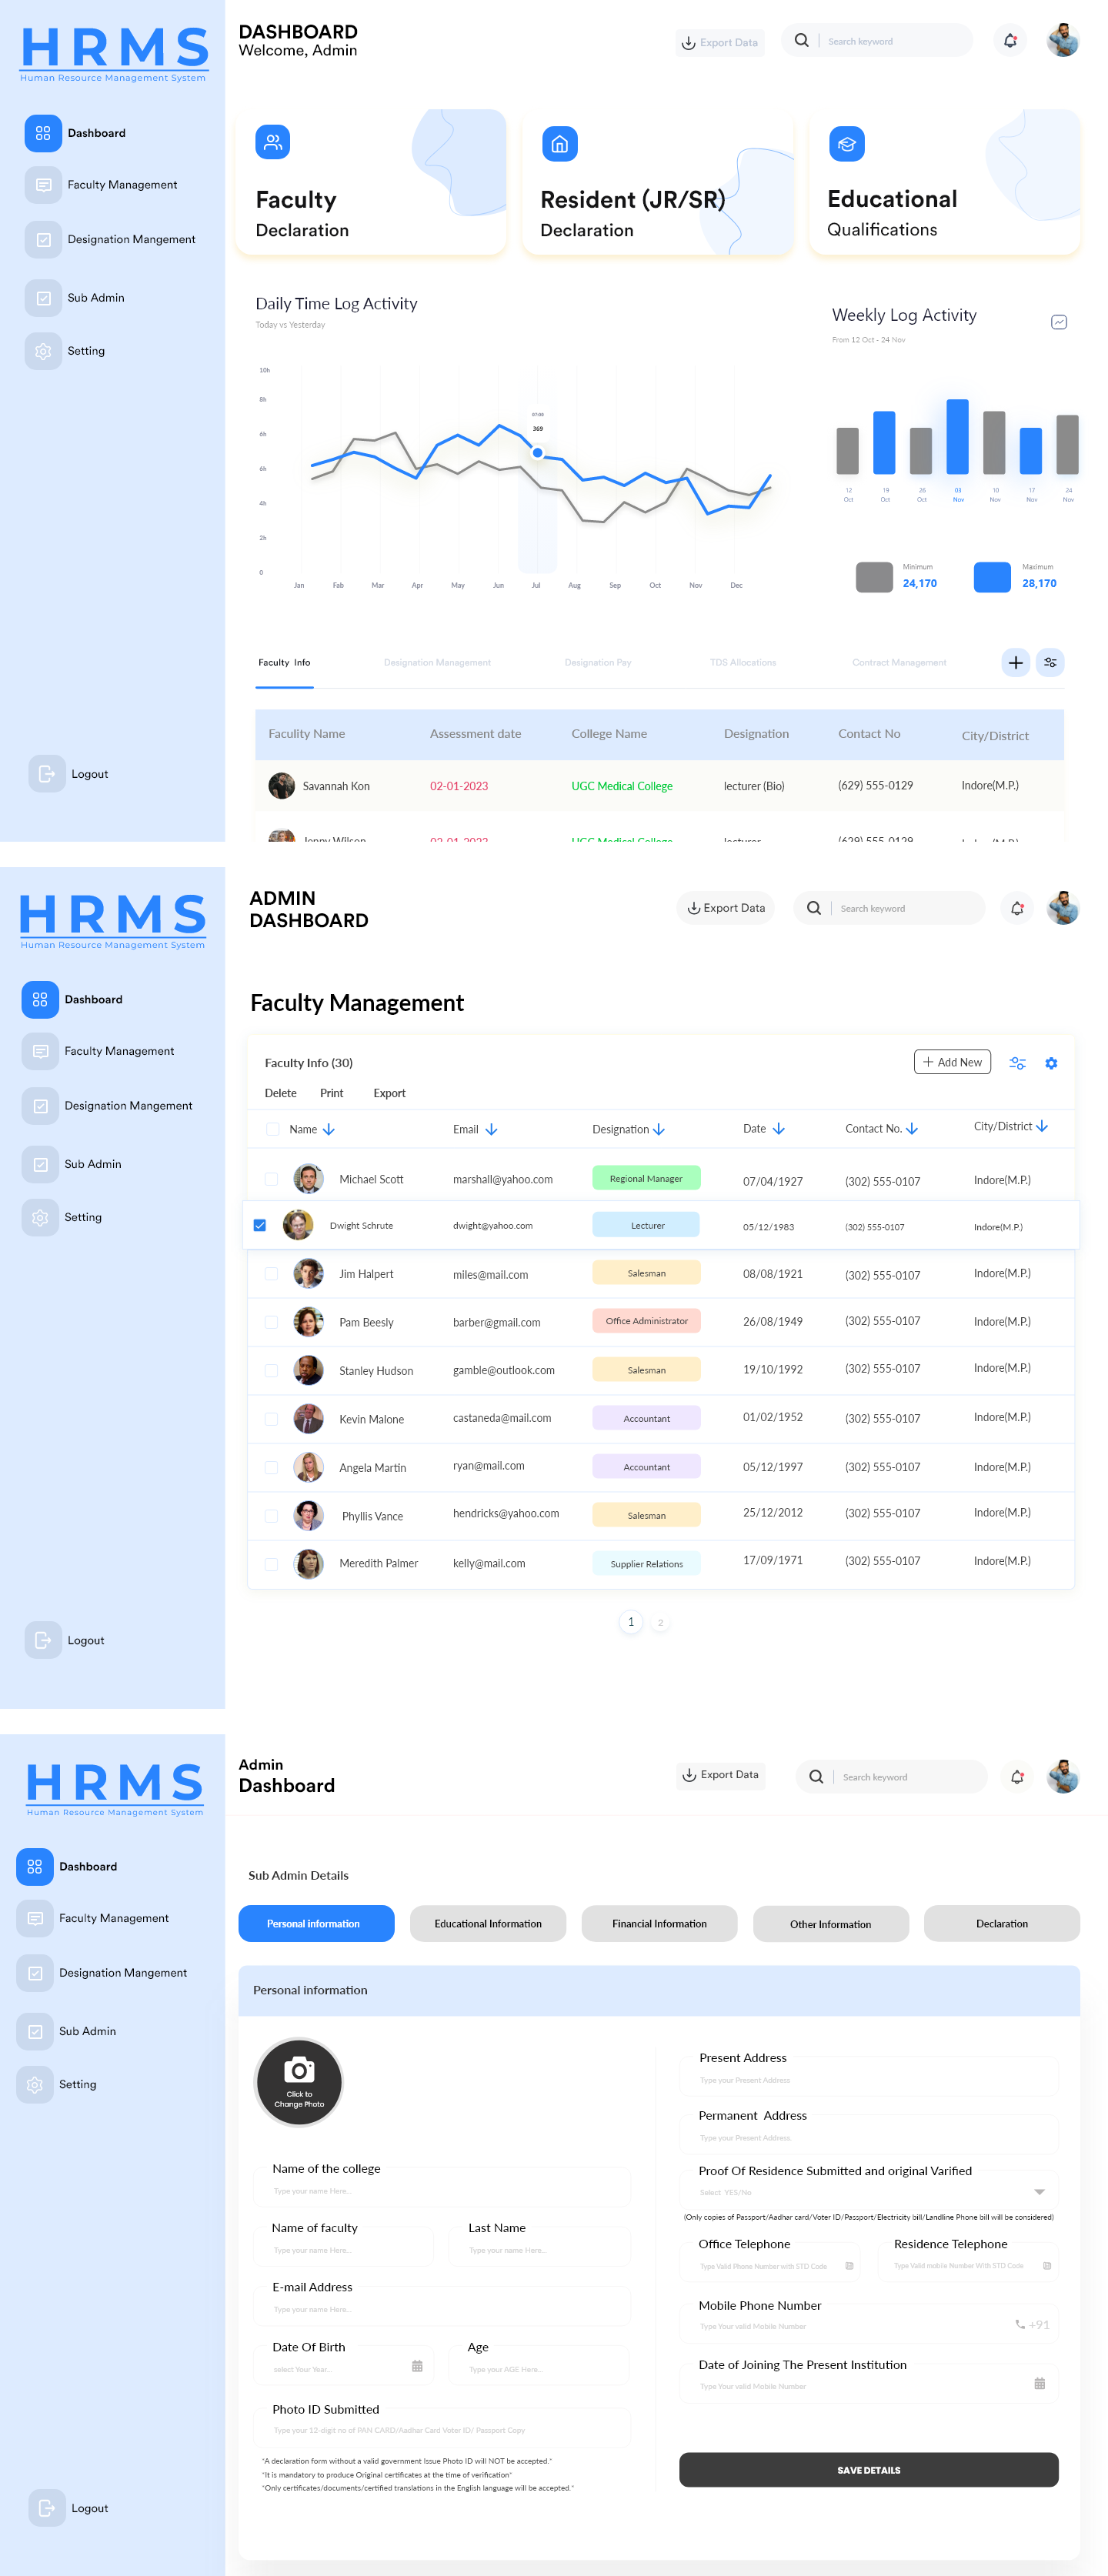 HRMS
Human Resource Management System
Dashboard
Faculty Management
Designation Mangement
Sub Admin
Setting
Logout
DASHBOARD
Welcome, Admin
Export Data
Search keyword
Faculty
Declaration
Resident (JR/SR)
Declaration
Educational
Qualifications
Daily Time Log Activity
Today vs Yesterday
10h
8h
6h
6h
4h
2h
0
369
Jan Fab Mar Apr May Jun Jul Aug Sep Oct Nov Dec
Weekly Log Activity
From 12 Oct - 24 Nov
12 19 26 03 10 17 24
Oct Oct Oct Nov Nov Nov Nov
Minimum
24,170
Maximum
28,170
Faculty Info Designation Management Designation Pay TDS Allocations Contract Management
Faculity Name Assessment date College Name Designation Contact No City/District
Savannah Kon 02-01-2023 UGC Medical College lecturer (Bio) (629) 555-0129 Indore(M.P.)
Jenny Wilson 02-01-2023 UGC Medical College lecturer (629) 555-0129 Indore(M.P.)
HRMS
Human Resource Management System
Dashboard
Faculty Management
Designation Mangement
Sub Admin
Setting
Logout
ADMIN
DASHBOARD
Export Data
Search keyword
Faculty Management
Faculty Info (30)
Add New
Delete Print Export
Name Email Designation Date Contact No. City/District
Michael Scott marshall@yahoo.com Regional Manager 07/04/1927 (302) 555-0107 Indore(M.P.)
Dwight Schrute dwight@yahoo.com Lecturer 05/12/1983 (302) 555-0107 Indore(M.P.)
Jim Halpert miles@mail.com Salesman 08/08/1921 (302) 555-0107 Indore(M.P.)
Pam Beesly barber@gmail.com Office Administrator 26/08/1949 (302) 555-0107 Indore(M.P.)
Stanley Hudson gamble@outlook.com Salesman 19/10/1992 (302) 555-0107 Indore(M.P.)
Kevin Malone castaneda@mail.com Accountant 01/02/1952 (302) 555-0107 Indore(M.P.)
Angela Martin ryan@mail.com Accountant 05/12/1997 (302) 555-0107 Indore(M.P.)
Phyllis Vance hendricks@yahoo.com Salesman 25/12/2012 (302) 555-0107 Indore(M.P.)
Meredith Palmer kelly@mail.com Supplier Relations 17/09/1971 (302) 555-0107 Indore(M.P.)
1 2
HRMS
Human Resource Management System
Dashboard
Faculty Management
Designation Mangement
Sub Admin
Setting
Logout
Admin
Dashboard
Export Data
Search keyword
Sub Admin Details
Personal information Educational Information Financial Information Other Information Declaration
Personal information
Click to
Change Photo
Name of the college
Type your name Here...
Name of faculty
Type your name Here...
Last Name
Type your name Here...
E-mail Address
Type your name Here...
Date Of Birth
select Your Year...
Age
Type your AGE Here...
Photo ID Submitted
Type your 12-digit no of PAN CARD/Aadhar Card Voter ID/ Passport Copy
"A declaration form without a valid government Issue Photo ID will NOT be accepted."
"It is mandatory to produce Original certificates at the time of verification"
"Only certificates/documents/certified translations in the English language will be accepted."
Present Address
Type your Present Address
Permanent Address
Type your Present Address.
Proof Of Residence Submitted and original Varified
Select YES/No
(Only copies of Passport/Aadhar card/Voter ID/Passport/Electricity bill/Landline Phone bill will be considered)
Office Telephone
Type Valid Phone Number with STD Code
Residence Telephone
Type Valid mobile Number With STD Code
Mobile Phone Number
Type Your valid Mobile Number
+91
Date of Joining The Present Institution
Type Your valid Mobile Number
SAVE DETAILS